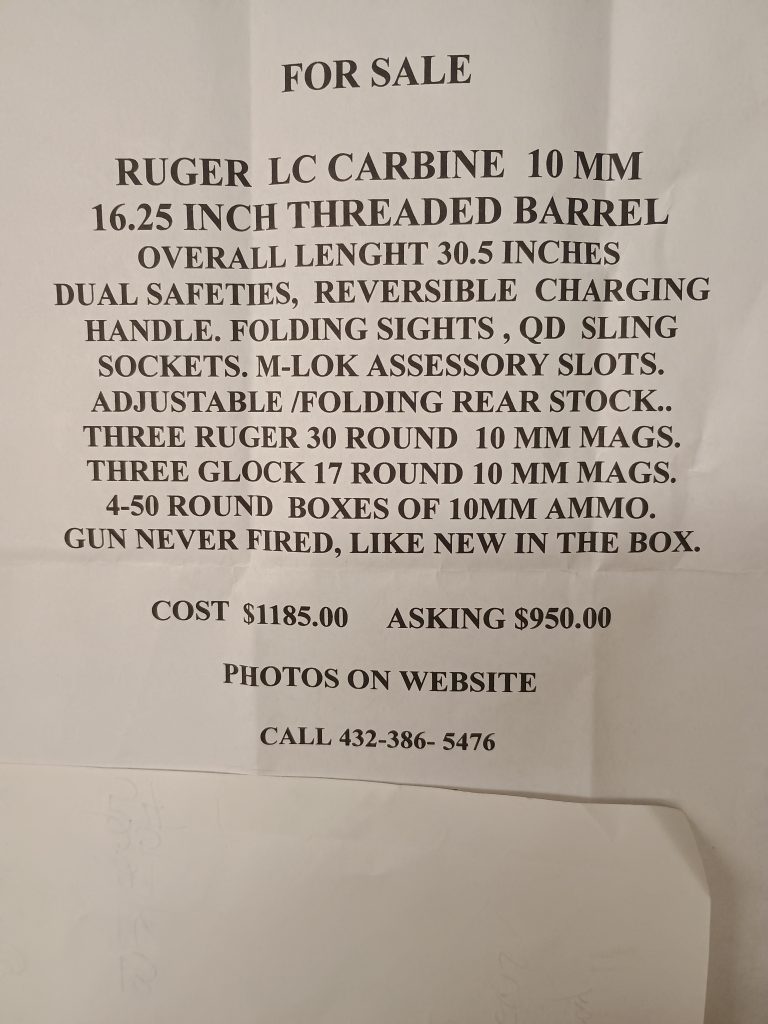 FOR SALE
RUGER LC CARBINE 10 MM
16.25 INCH THREADED BARREL
OVERALL LENGHT 30.5 INCHES
DUAL SAFETIES, REVERSIBLE CHARGING
HANDLE. FOLDING SIGHTS , QD SLING
SOCKETS. M-LOK ASSESSORY SLOTS.
ADJUSTABLE /FOLDING REAR STOCK..
THREE RUGER 30 ROUND 10 MM MAGS.
THREE GLOCK 17 ROUND 10 MM MAGS.
4-50 ROUND BOXES OF 10MM AMMO.
GUN NEVER FIRED, LIKE NEW IN THE BOX.
COST $1185.00 ASKING $950.00
PHOTOS ON WEBSITE
CALL 432-386- 5476